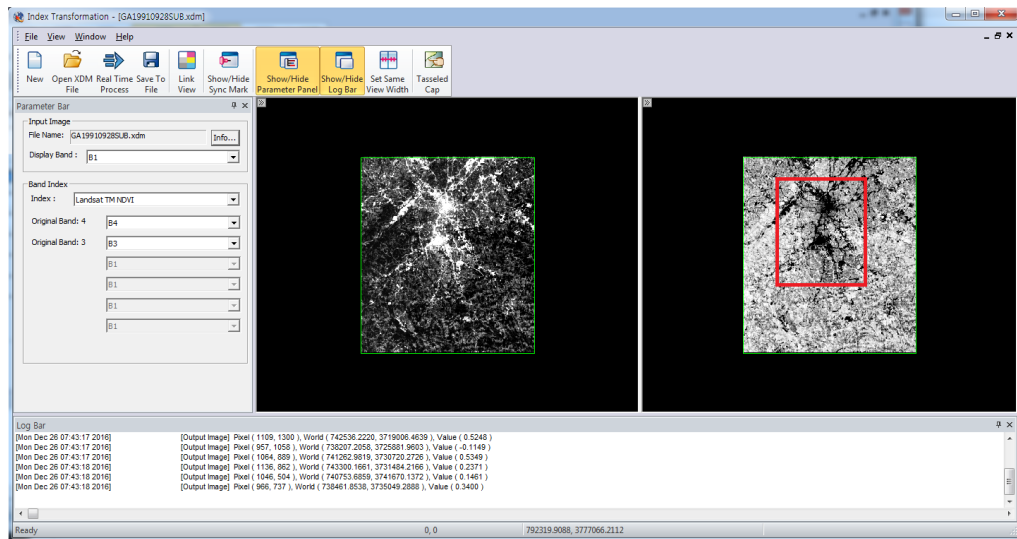 Index Transformation - [GA19910928SUB.xdm]
File View Window Help
New Open XDM File Real Time Process Save To File Link View Show/Hide Sync Mark Show/Hide Parameter Panel Show/Hide Log Bar Set Same View Width Tasseled Cap
Parameter Bar
Input Image
File Name: GA19910928SUB.xdm Info...
Display Band : B1
Band Index
Index : Landsat TM NDVI
Original Band: 4 B4
Original Band: 3 B3
B1
B1
B1
B1
Log Bar
[Mon Dec 26 07:43:17 2016] [Output Image] Pixel ( 1109, 1300 ), World ( 742536.2220, 3719006.4639 ), Value ( 0.5248 )
[Mon Dec 26 07:43:17 2016] [Output Image] Pixel ( 957, 1058 ), World ( 738207.2058, 3725881.9603 ), Value ( -0.1149 )
[Mon Dec 26 07:43:17 2016] [Output Image] Pixel ( 1064, 889 ), World ( 741262.9819, 3730720.2726 ), Value ( 0.5349 )
[Mon Dec 26 07:43:18 2016] [Output Image] Pixel ( 1136, 862 ), World ( 743300.1661, 3731484.2166 ), Value ( 0.2371 )
[Mon Dec 26 07:43:18 2016] [Output Image] Pixel ( 1046, 504 ), World ( 740753.6859, 3741670.1372 ), Value ( 0.1461 )
[Mon Dec 26 07:43:18 2016] [Output Image] Pixel ( 966, 737 ), World ( 738461.8538, 3735049.2888 ), Value ( 0.3400 )
Ready 0, 0 792319.9088, 3777066.2112